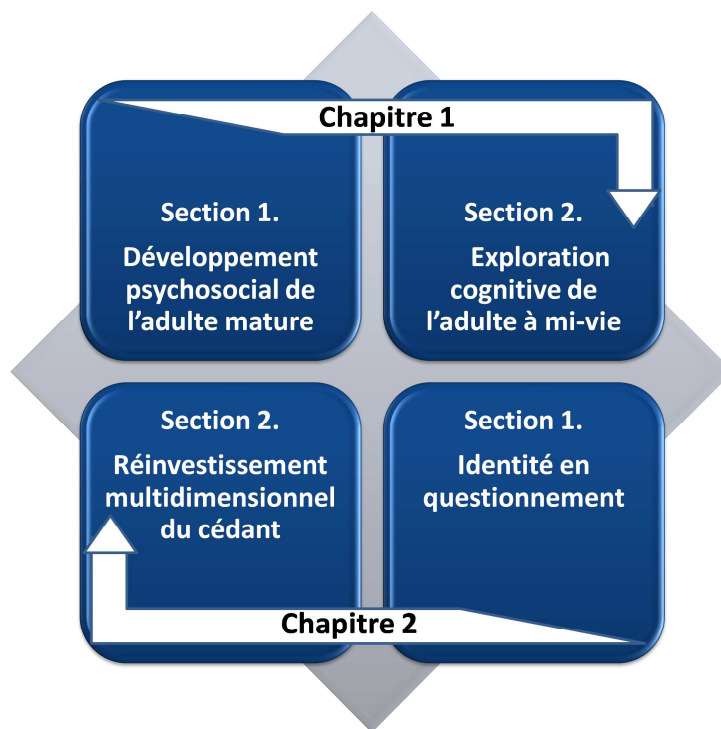 Chapitre 1
Section 1.
Développement
psychosocial de
l'adulte mature
Section 2.
Exploration
cognitive de
l'adulte à mi-vie
Section 2.
Réinvestissement
multidimensionnel
du cédant
Section 1.
Identité en
questionnement
Chapitre 2